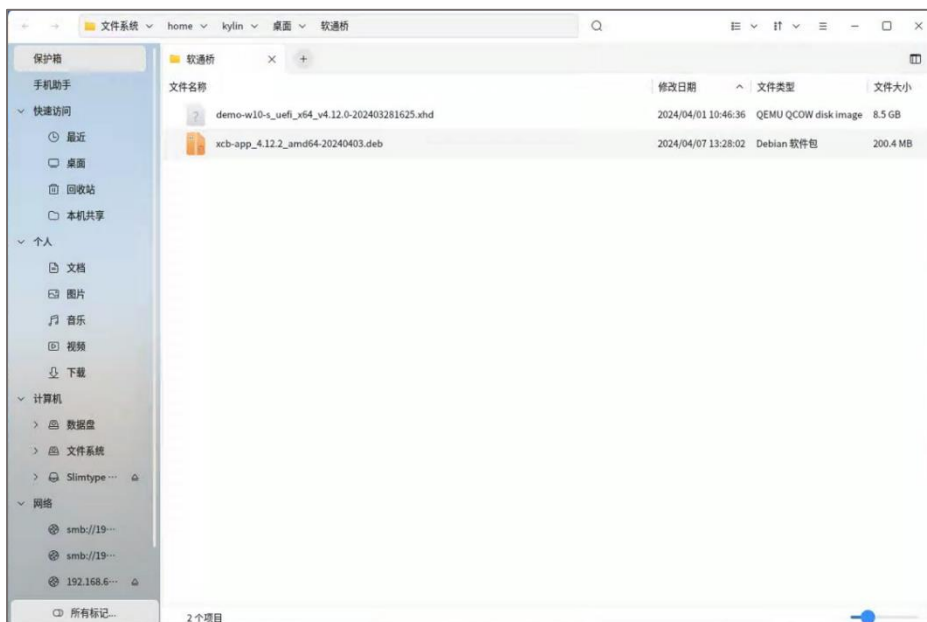 文件系统 home kylin 桌面 软通桥
保护箱
手机助手
快速访问
最近
桌面
回收站
本机共享
个人
文档
图片
音乐
视频
下载
计算机
数据盘
文件系统
Slimtype ···
网络
smb://19···
smb://19···
192.168.6···
所有标记...
软通桥
文件名称 修改日期 文件类型 文件大小
demo-w10-s_uefi_x64_v4.12.0-202403281625.xhd 2024/04/01 10:46:36 QEMU QCOW disk image 8.5 GB
xcb-app_4.12.2_amd64-20240403.deb 2024/04/07 13:28:02 Debian 软件包 200.4 MB
2 个项目